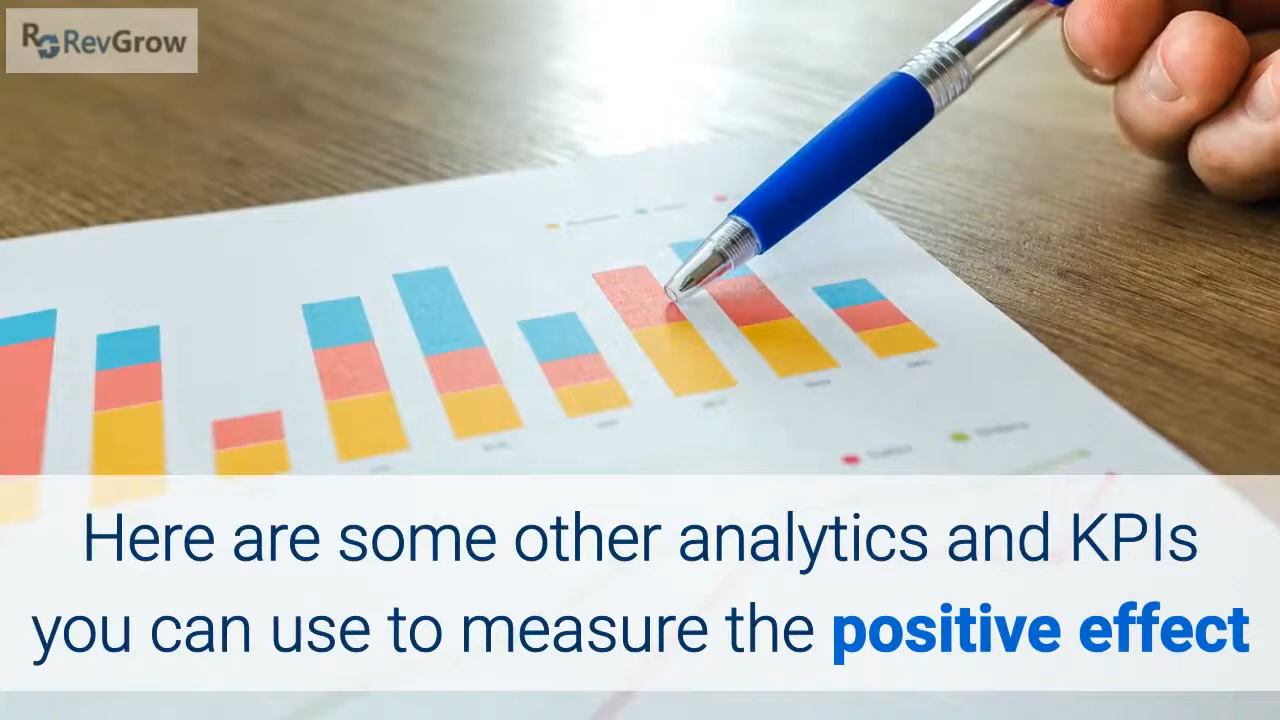 RevGrow
Here are some other analytics and KPIs
you can use to measure the positive effect